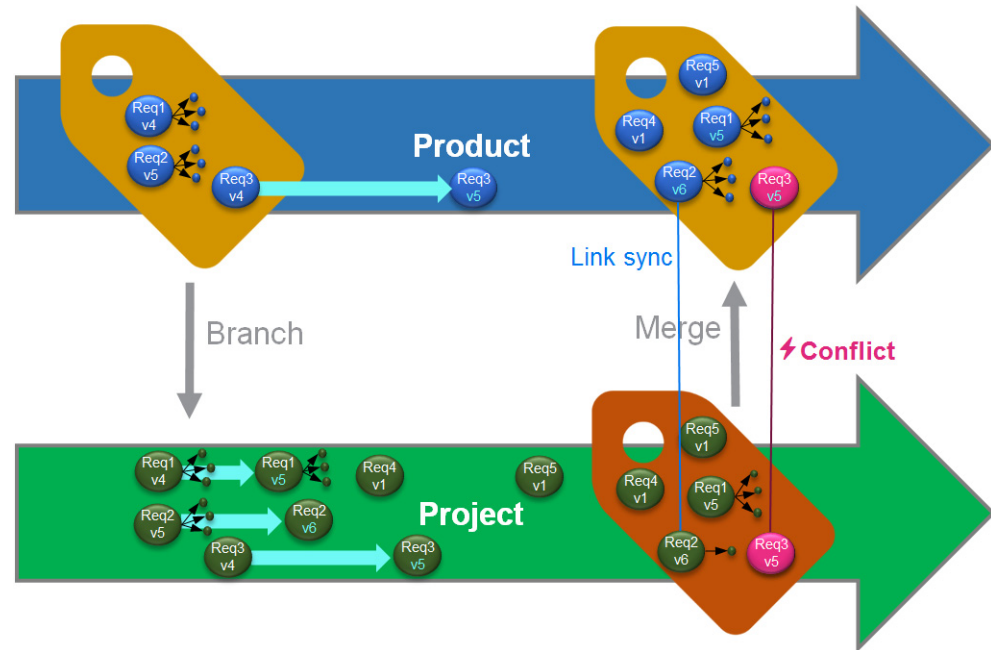 Req1
v4
Req2
v5
Req3
v4
Product
Req3
v5
Req5
v1
Req4
v1
Req1
v5
Req2
v6
Req3
v5
Link sync
Branch
Merge
Conflict
Req1
v4
Req1
v5
Req4
v1
Req5
v1
Req2
v5
Req2
v6
Project
Req3
v4
Req3
v5
Req5
v1
Req4
v1
Req1
v5
Req2
v6
Req3
v5